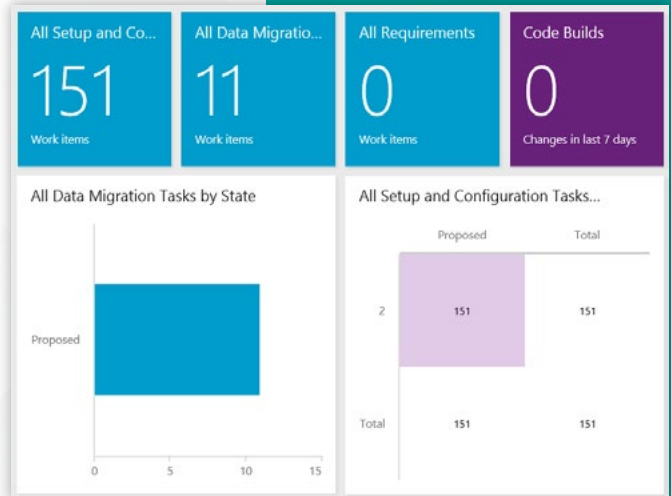 All Setup and Co...
151
Work items
All Data Migratio...
11
Work items
All Requirements
0
Work items
Code Builds
0
Changes in last 7 days
All Data Migration Tasks by State
Proposed
0 5 10 15
All Setup and Configuration Tasks...
Proposed Total
2 151 151
Total 151 151